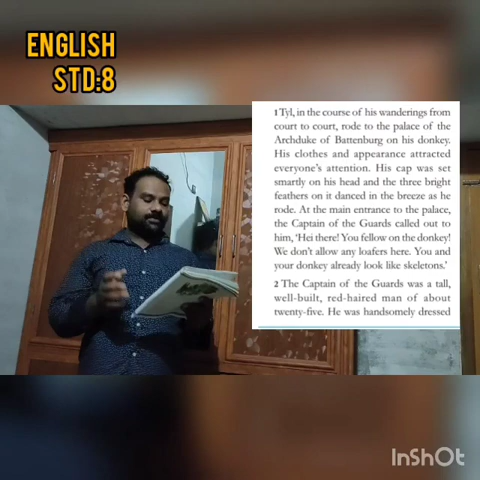 ENGLISH
STD:8
1 Tyl, in the course of his wanderings from
court to court, rode to the palace of the
Archduke of Battenburg on his donkey.
His clothes and appearance attracted
everyone's attention. His cap was set
smartly on his head and the three bright
feathers on it danced in the breeze as he
rode. At the main entrance to the palace,
the Captain of the Guards called out to
him, 'Hei there! You fellow on the donkey!
We don't allow any loafers here. You and
your donkey already look like skeletons.'
2 The Captain of the Guards was a tall,
well-built, red-haired man of about
twenty-five. He was handsomely dressed
InShOt